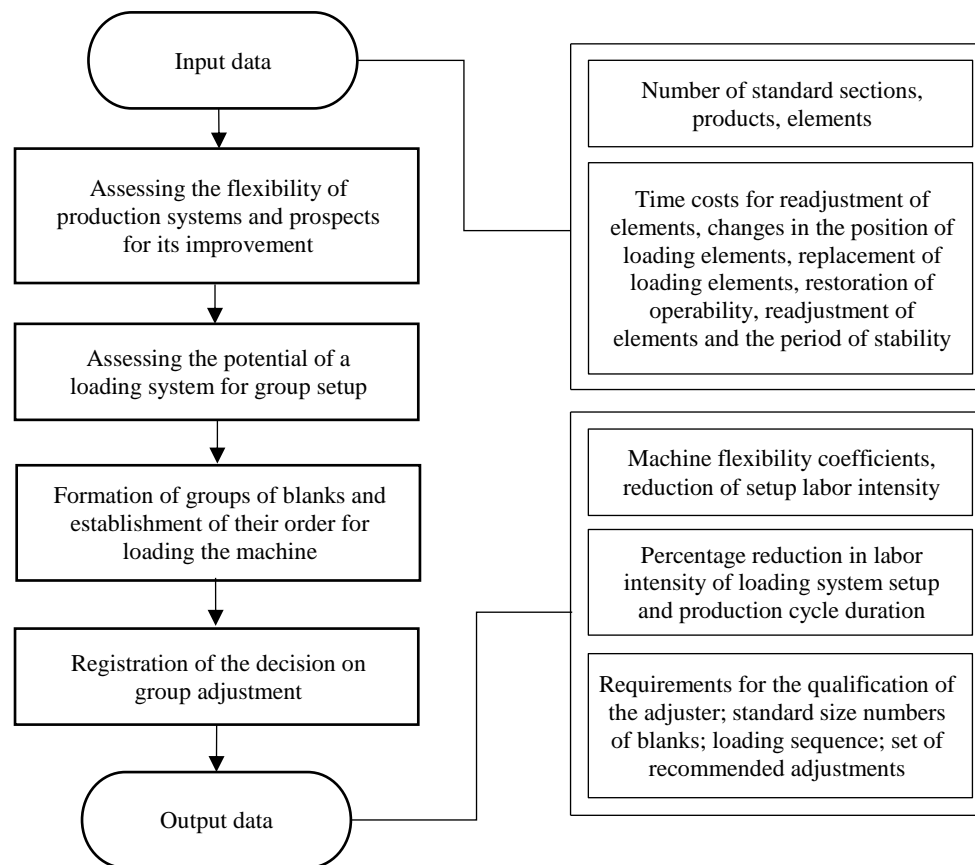 Input data
Assessing the flexibility of
production systems and prospects
for its improvement
Assessing the potential of a
loading system for group setup
Formation of groups of blanks and
establishment of their order for
loading the machine
Registration of the decision on
group adjustment
Output data
Number of standard sections,
products, elements
Time costs for readjustment of
elements, changes in the position of
loading elements, replacement of
loading elements, restoration of
operability, readjustment of
elements and the period of stability
Machine flexibility coefficients,
reduction of setup labor intensity
Percentage reduction in labor
intensity of loading system setup
and production cycle duration
Requirements for the qualification of
the adjuster; standard size numbers
of blanks; loading sequence; set of
recommended adjustments